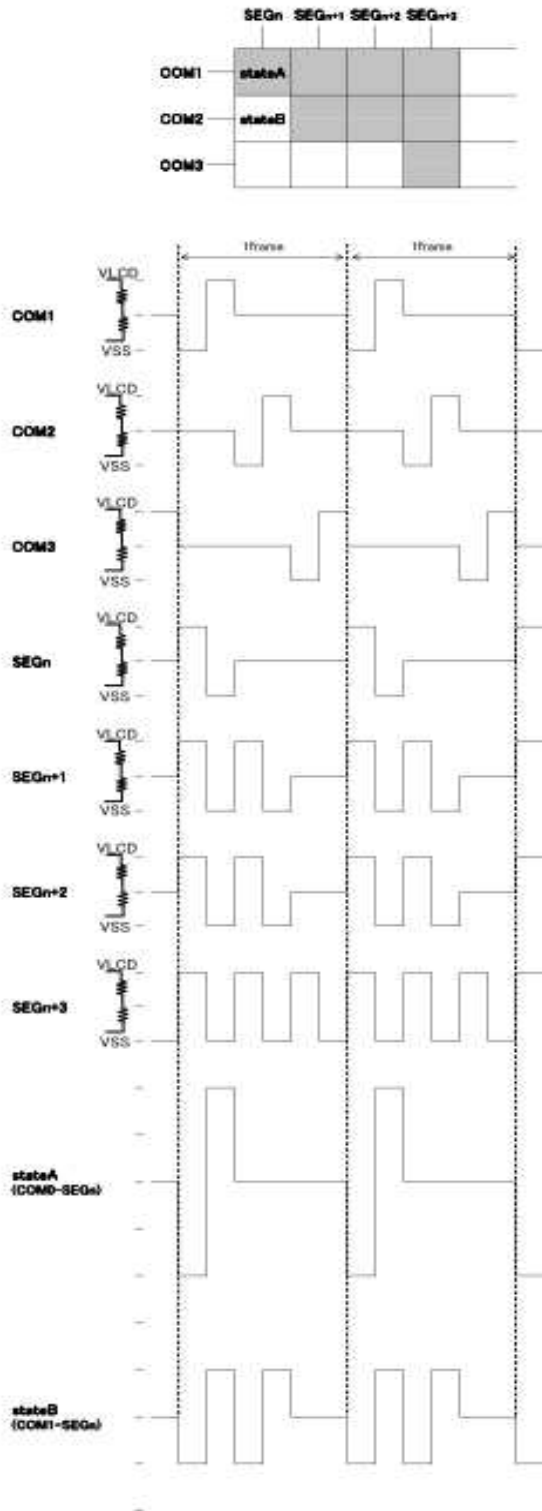 SEGn SEGn+1 SEGn+2 SEGn+3
COM1 stateA
COM2 stateB
COM3
1frame 1frame
VLCD
COM1
VSS
VLCD
COM2
VSS
VLCD
COM3
VSS
VLCD
SEGn
VSS
VLCD
SEGn+1
VSS
VLCD
SEGn+2
VSS
VLCD
SEGn+3
VSS
stateA
(COM0-SEGn)
stateB
(COM1-SEGn)